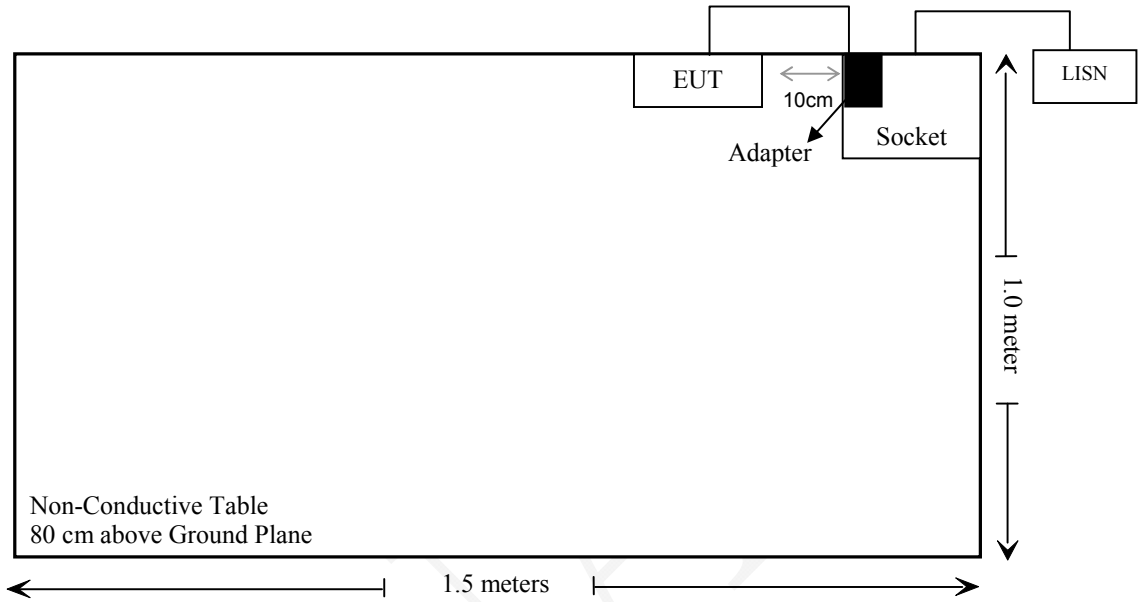 EUT
10cm
Adapter
Socket
LISN
1.0 meter
Non-Conductive Table
80 cm above Ground Plane
1.5 meters